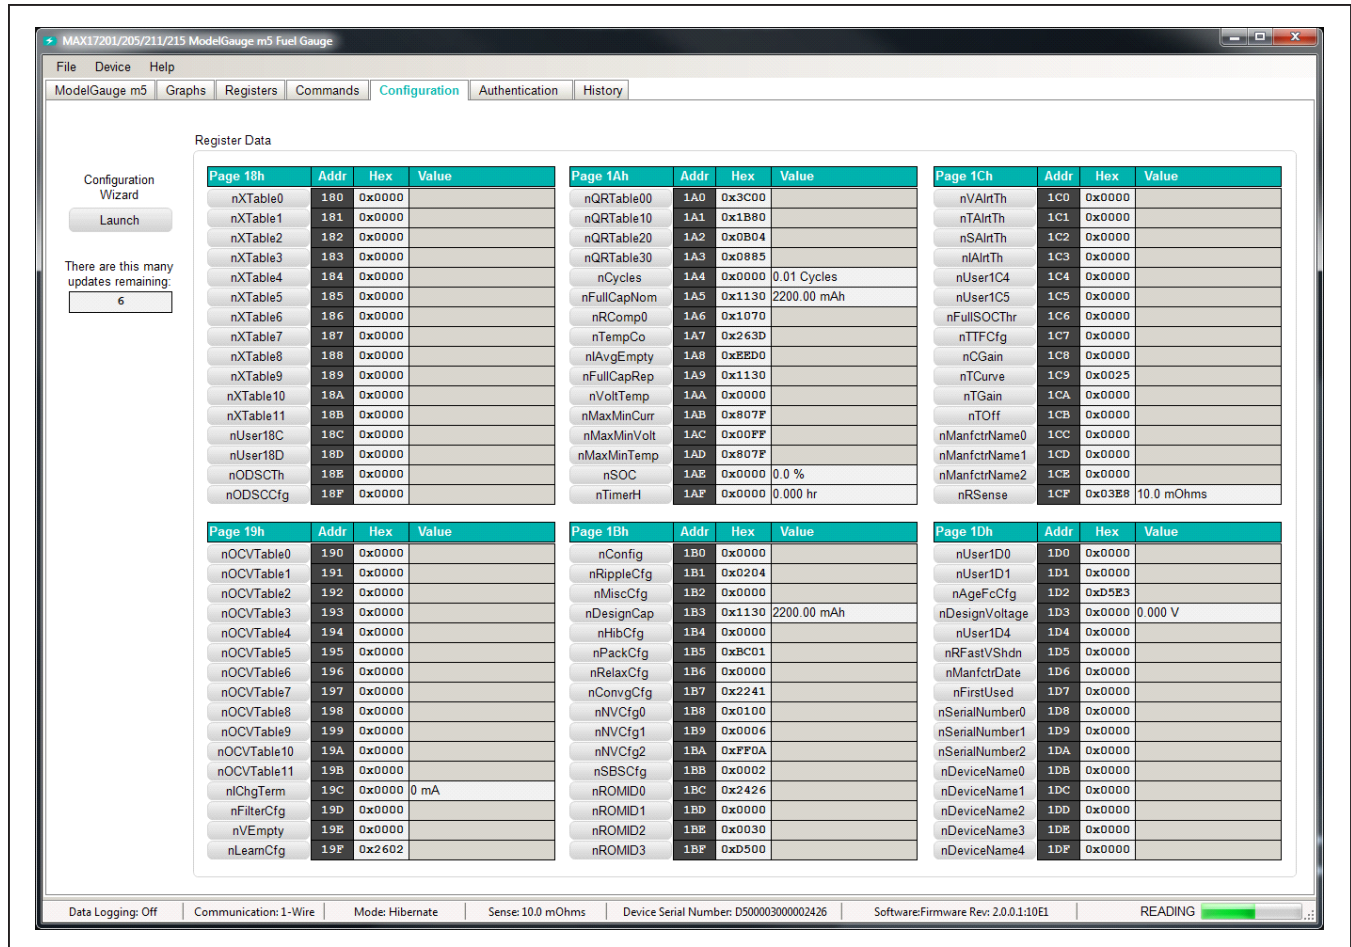 MAX17201/205/211/215 ModelGauge m5 Fuel Gauge
File Device Help
ModelGauge m5 Graphs Registers Commands Configuration Authentication History
Register Data
Configuration
Wizard
Launch
There are this many
updates remaining:
6
Page 18h Addr Hex Value
nXTable0 180 0x0000
nXTable1 181 0x0000
nXTable2 182 0x0000
nXTable3 183 0x0000
nXTable4 184 0x0000
nXTable5 185 0x0000
nXTable6 186 0x0000
nXTable7 187 0x0000
nXTable8 188 0x0000
nXTable9 189 0x0000
nXTable10 18A 0x0000
nXTable11 18B 0x0000
nUser18C 18C 0x0000
nUser18D 18D 0x0000
nODSCTh 18E 0x0000
nODSCCfg 18F 0x0000
Page 1Ah Addr Hex Value
nQRTable00 1A0 0x3C00
nQRTable10 1A1 0x1B80
nQRTable20 1A2 0x0B04
nQRTable30 1A3 0x0885
nCycles 1A4 0x0000 0.01 Cycles
nFullCapNom 1A5 0x1130 2200.00 mAh
nRComp0 1A6 0x1070
nTempCo 1A7 0x263D
nIAvgEmpty 1A8 0xEED0
nFullCapRep 1A9 0x1130
nVoltTemp 1AA 0x0000
nMaxMinCurr 1AB 0x807F
nMaxMinVolt 1AC 0x00FF
nMaxMinTemp 1AD 0x807F
nSOC 1AE 0x0000 0.0 %
nTimerH 1AF 0x0000 0.000 hr
Page 1Ch Addr Hex Value
nVAlrtTh 1C0 0x0000
nTAlrtTh 1C1 0x0000
nSAlrtTh 1C2 0x0000
nIAlrtTh 1C3 0x0000
nUser1C4 1C4 0x0000
nUser1C5 1C5 0x0000
nFullSOCThr 1C6 0x0000
nTTFCfg 1C7 0x0000
nCGain 1C8 0x0000
nTCurve 1C9 0x0025
nTGain 1CA 0x0000
nTOff 1CB 0x0000
nManfctrName0 1CC 0x0000
nManfctrName1 1CD 0x0000
nManfctrName2 1CE 0x0000
nRSense 1CF 0x03E8 10.0 mOhms
Page 19h Addr Hex Value
nOCVTable0 190 0x0000
nOCVTable1 191 0x0000
nOCVTable2 192 0x0000
nOCVTable3 193 0x0000
nOCVTable4 194 0x0000
nOCVTable5 195 0x0000
nOCVTable6 196 0x0000
nOCVTable7 197 0x0000
nOCVTable8 198 0x0000
nOCVTable9 199 0x0000
nOCVTable10 19A 0x0000
nOCVTable11 19B 0x0000
nIChgTerm 19C 0x0000 0 mA
nFilterCfg 19D 0x0000
nVEmpty 19E 0x0000
nLearnCfg 19F 0x2602
Page 1Bh Addr Hex Value
nConfig 1B0 0x0000
nRippleCfg 1B1 0x0204
nMiscCfg 1B2 0x0000
nDesignCap 1B3 0x1130 2200.00 mAh
nHibCfg 1B4 0x0000
nPackCfg 1B5 0xBC01
nRelaxCfg 1B6 0x0000
nConvgCfg 1B7 0x2241
nNVCfg0 1B8 0x0100
nNVCfg1 1B9 0x0006
nNVCfg2 1BA 0xFF0A
nSBSCfg 1BB 0x0002
nROMID0 1BC 0x2426
nROMID1 1BD 0x0000
nROMID2 1BE 0x0030
nROMID3 1BF 0xD500
Page 1Dh Addr Hex Value
nUser1D0 1D0 0x0000
nUser1D1 1D1 0x0000
nAgeFcCfg 1D2 0xD5E3
nDesignVoltage 1D3 0x0000 0.000 V
nUser1D4 1D4 0x0000
nRFastVShdn 1D5 0x0000
nManfctrDate 1D6 0x0000
nFirstUsed 1D7 0x0000
nSerialNumber0 1D8 0x0000
nSerialNumber1 1D9 0x0000
nSerialNumber2 1DA 0x0000
nDeviceName0 1DB 0x0000
nDeviceName1 1DC 0x0000
nDeviceName2 1DD 0x0000
nDeviceName3 1DE 0x0000
nDeviceName4 1DF 0x0000
Data Logging: Off Communication: 1-Wire Mode: Hibernate Sense: 10.0 mOhms Device Serial Number: D500003000002426 Software:Firmware Rev: 2.0.0.1:10E1 READING